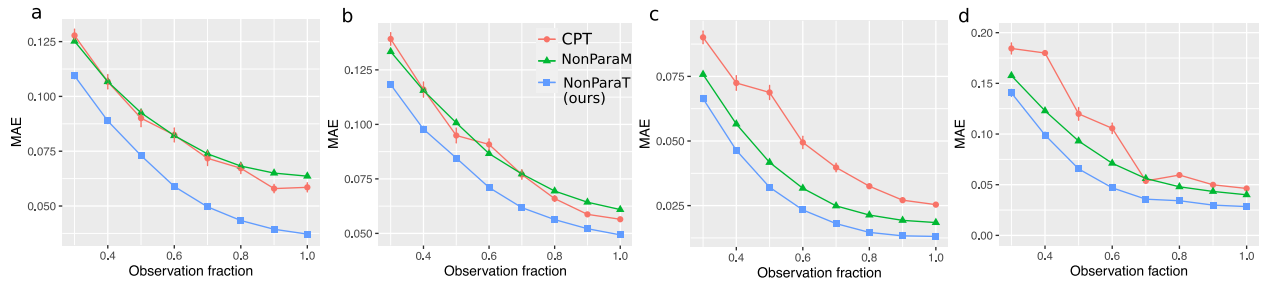 a
0.125
0.100
0.075
0.050
MAE
0.4
0.6
0.8
1.0
Observation fraction
b
CPT
NonParaM
NonParaT
(ours)
0.125
0.100
0.075
0.050
MAE
0.4
0.6
0.8
1.0
Observation fraction
c
0.075
0.050
0.025
MAE
0.4
0.6
0.8
1.0
Observation fraction
d
0.20
0.15
0.10
0.05
0.00
MAE
0.4
0.6
0.8
1.0
Observation faction